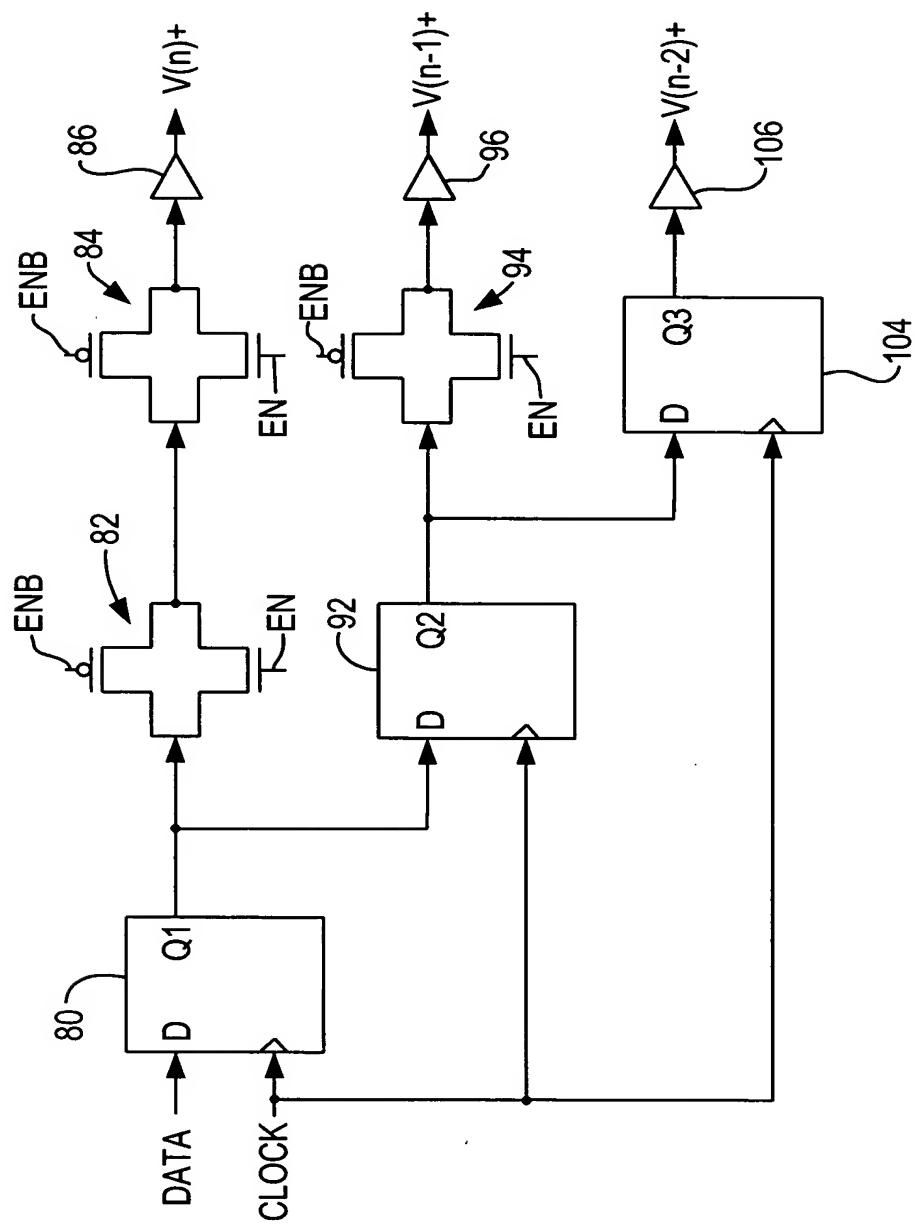 V(n)+
86
84
ENB
EN
82
ENB
EN
80
D
Q1
DATA
CLOCK
V(n-1)+
96
94
ENB
EN
92
D
Q2
V(n-2)+
106
104
D
Q3